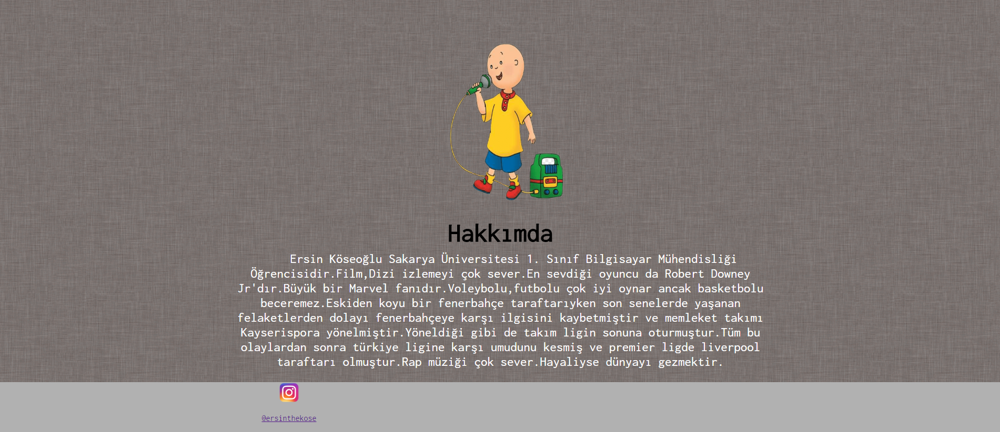 Hakkımda
Ersin Köseoğlu Sakarya Üniversitesi 1. Sınıf Bilgisayar Mühendisliği
Öğrencisidir.Film,Dizi izlemeyi çok sever.En sevdiği oyuncu da Robert Downey
Jr'dır.Büyük bir Marvel fanıdır.Voleybolu,futbolu çok iyi oynar ancak basketbolu
beceremez.Eskiden koyu bir fenerbahçe taraftarıyken son senelerde yaşanan
felaketlerden dolayı fenerbahçeye karşı ilgisini kaybetmiştir ve memleket takımı
Kayserispora yönelmiştir.Yöneldiği gibi de takım ligin sonuna oturmuştur.Tüm bu
olaylardan sonra türkiye ligine karşı umudunu kesmiş ve premier ligde liverpool
taraftarı olmuştur.Rap müziği çok sever.Hayaliyse dünyayı gezmektir.
@ersinthekose